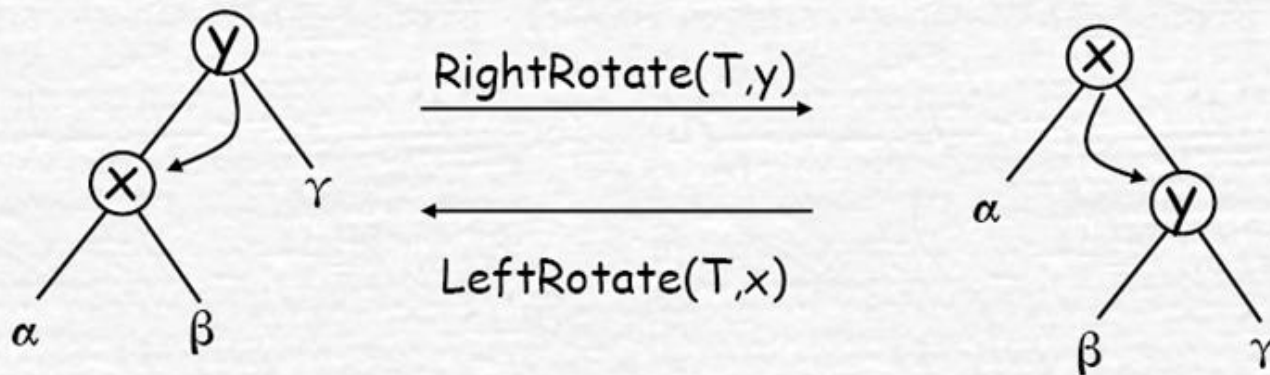 y
x
RightRotate(T,y)
x
γ
α
y
LeftRotate(T,x)
α
β
β
γ